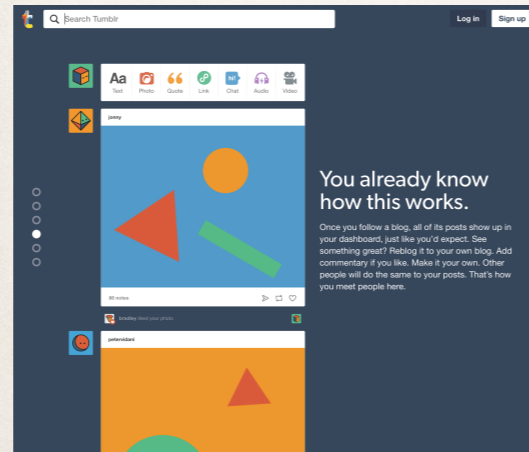 t
Search Tumblr
Log in
Sign up
Aa
Text
Photo
Quote
Link
hi!
Chat
Audio
Video
jonny
You already know
how this works.
Once you follow a blog, all of its posts show up in
your dashboard, just like you'd expect. See
something great? Reblog it to your own blog. Add
commentary if you like. Make it your own. Other
people will do the same to your posts. That's how
you meet people here.
bradley liked your photo